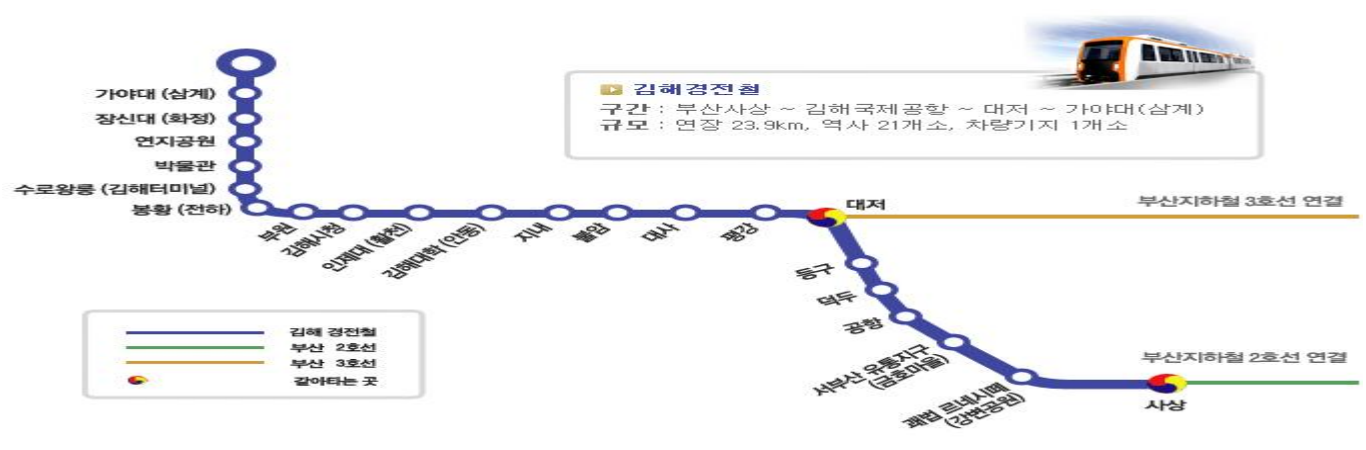 김해경전철
구간 : 부산사상 ~ 김해국제공항 ~ 대저 ~ 가야대(삼계)
규모 : 연장 23.9km, 역사 21개소, 차량기지 1개소
가야대 (삼계)
장신대 (화정)
연지공원
박물관
수로왕릉 (김해터미널)
봉황 (전하)
부원
김해시청
인제대 (활천)
김해대학 (안동)
지내
불암
대사
평강
대저
부산지하철 3호선 연결
등구
덕두
공항
서부산 유통지구
(금호마을)
괘법 르네시떼
(강변공원)
사상
부산지하철 2호선 연결
김해 경전철
부산 2호선
부산 3호선
갈아타는 곳